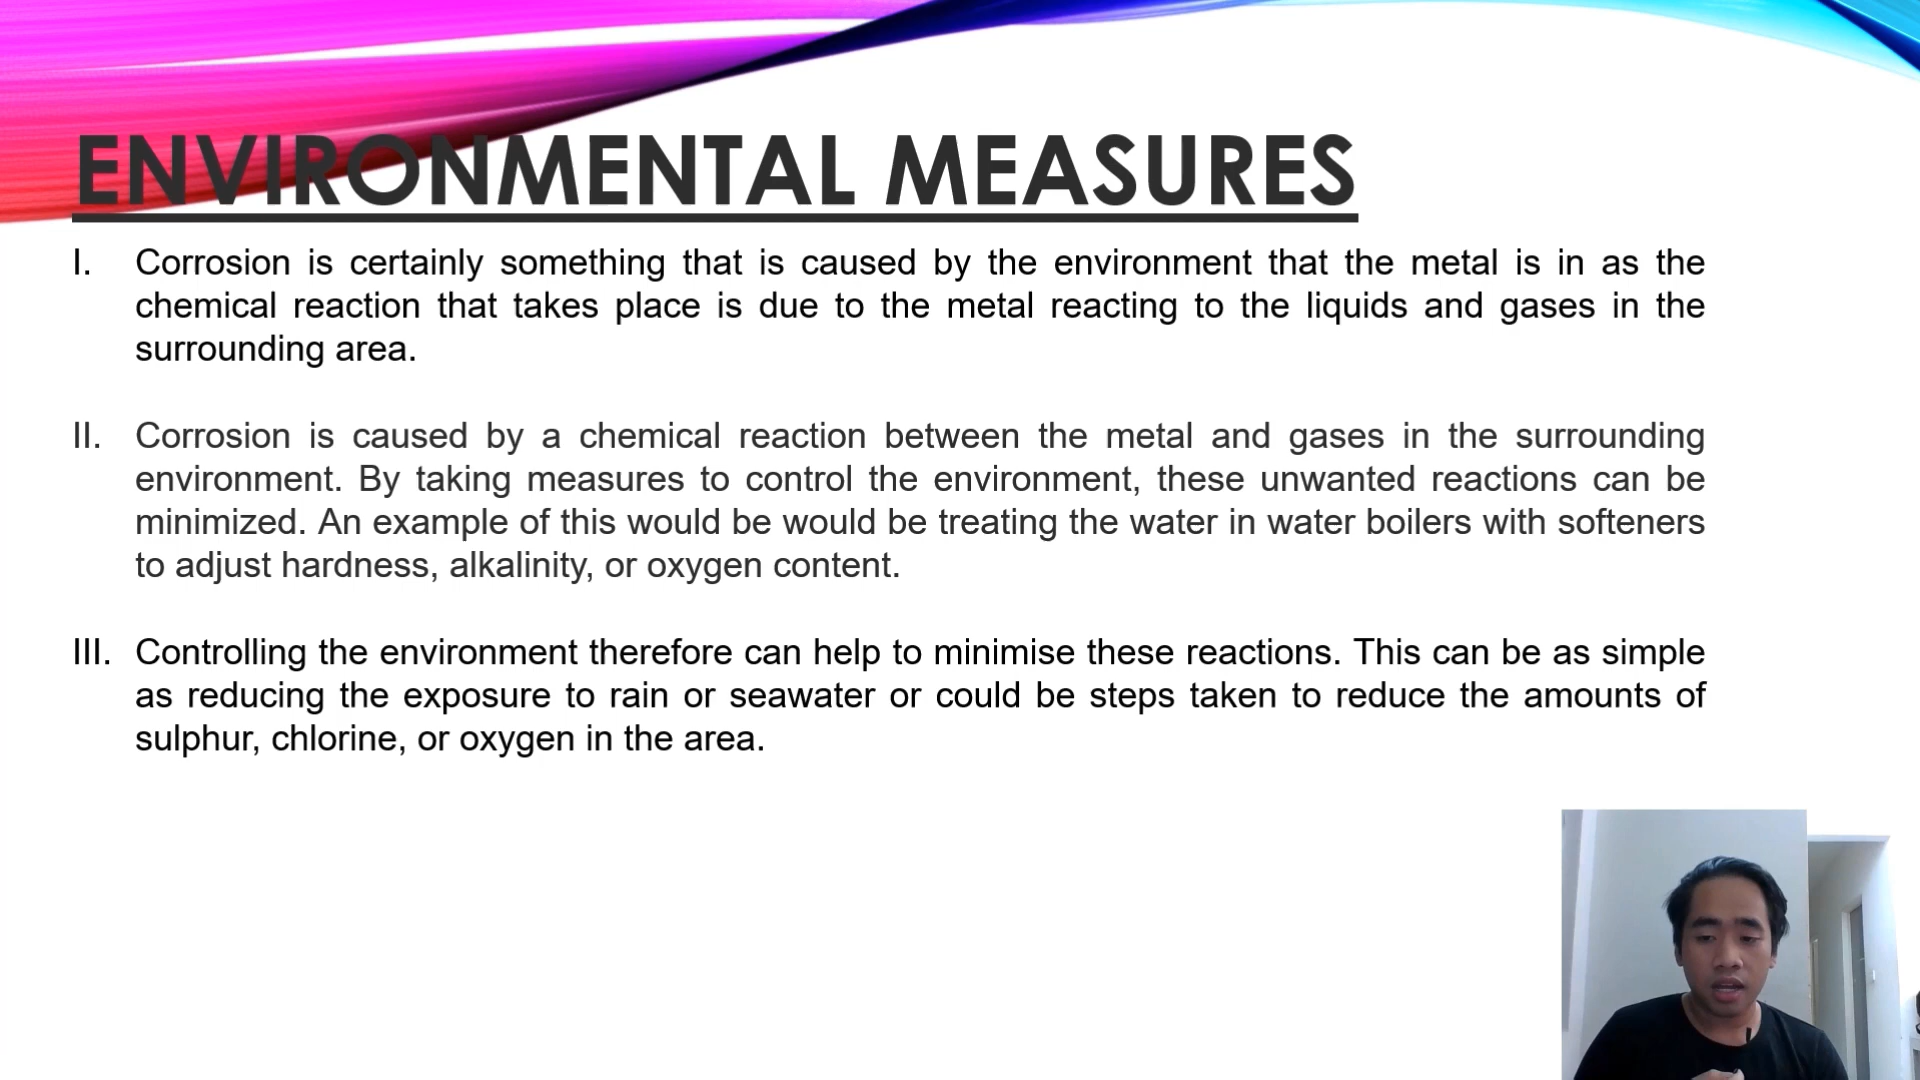 ENVIRONMENTAL MEASURES
I. Corrosion is certainly something that is caused by the environment that the metal is in as the
chemical reaction that takes place is due to the metal reacting to the liquids and gases in the
surrounding area.
II. Corrosion is caused by a chemical reaction between the metal and gases in the surrounding
environment. By taking measures to control the environment, these unwanted reactions can be
minimized. An example of this would be would be treating the water in water boilers with softeners
to adjust hardness, alkalinity, or oxygen content.
III. Controlling the environment therefore can help to minimise these reactions. This can be as simple
as reducing the exposure to rain or seawater or could be steps taken to reduce the amounts of
sulphur, chlorine, or oxygen in the area.